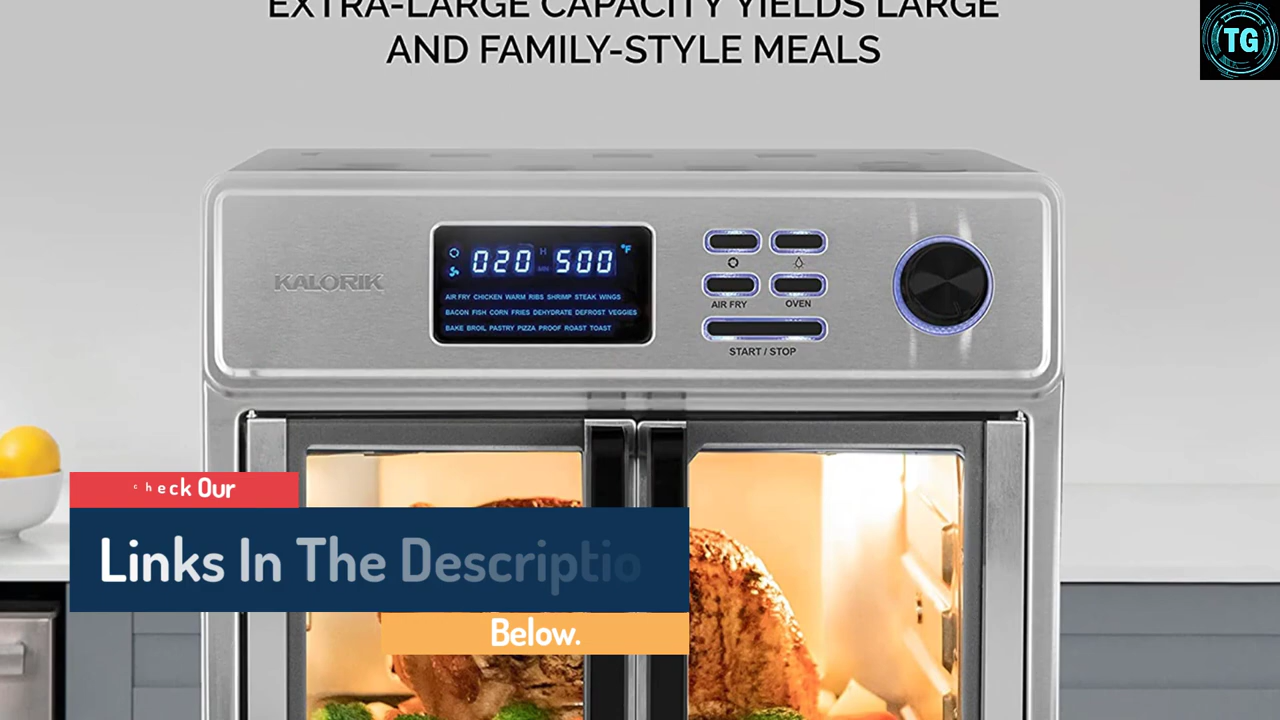 EXTRA-LARGE CAPACITY YIELDS LARGE
AND FAMILY-STYLE MEALS
TG
KALORIK
020 H MIN 500 °F
AIR FRY CHICKEN WARM RIBS SHRIMP STEAK WINGS
BACON FISH CORN FRIES DEHYDRATE DEFROST VEGGIES
BAKE BROIL PASTRY PIZZA PROOF ROAST TOAST
AIR FRY OVEN
START / STOP
check Our
Links In The Descriptio
Below.